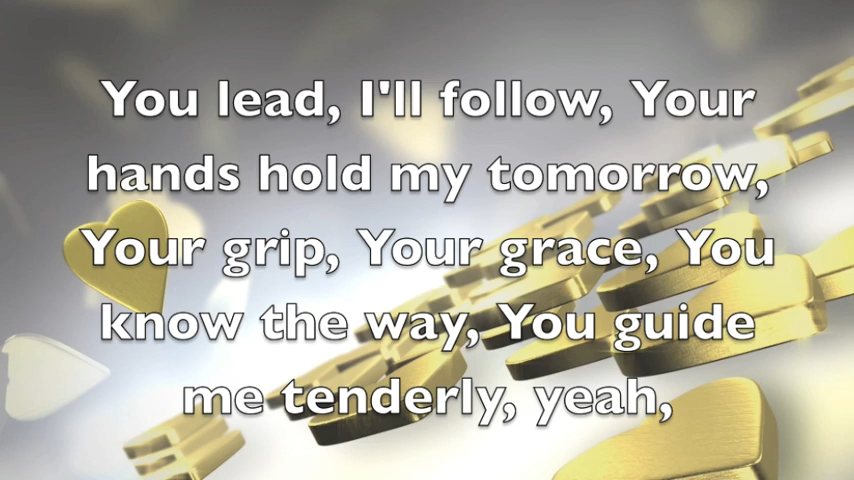 You lead, I'll follow, Your
hands hold my tomorrow,
Your grip, Your grace, You
know the way, You guide
me tenderly, yeah,